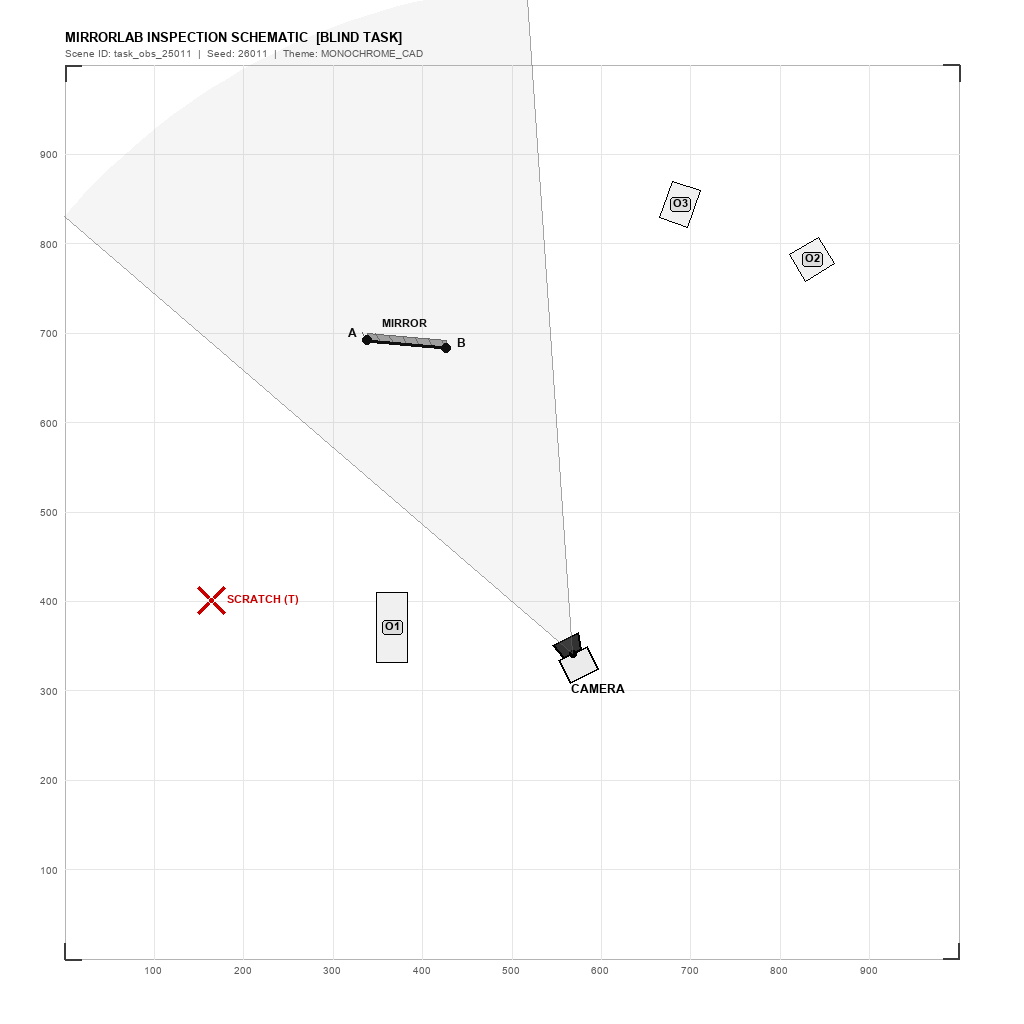 MIRRORLAB INSPECTION SCHEMATIC [BLIND TASK]
Scene ID: task_obs_25011 | Seed: 26011 | Theme: MONOCHROME_CAD
900
O3
800
O2
A
MIRROR
B
700
600
500
400
SCRATCH (T)
O1
300
CAMERA
200
100
100 200 300 400 500 600 700 800 900